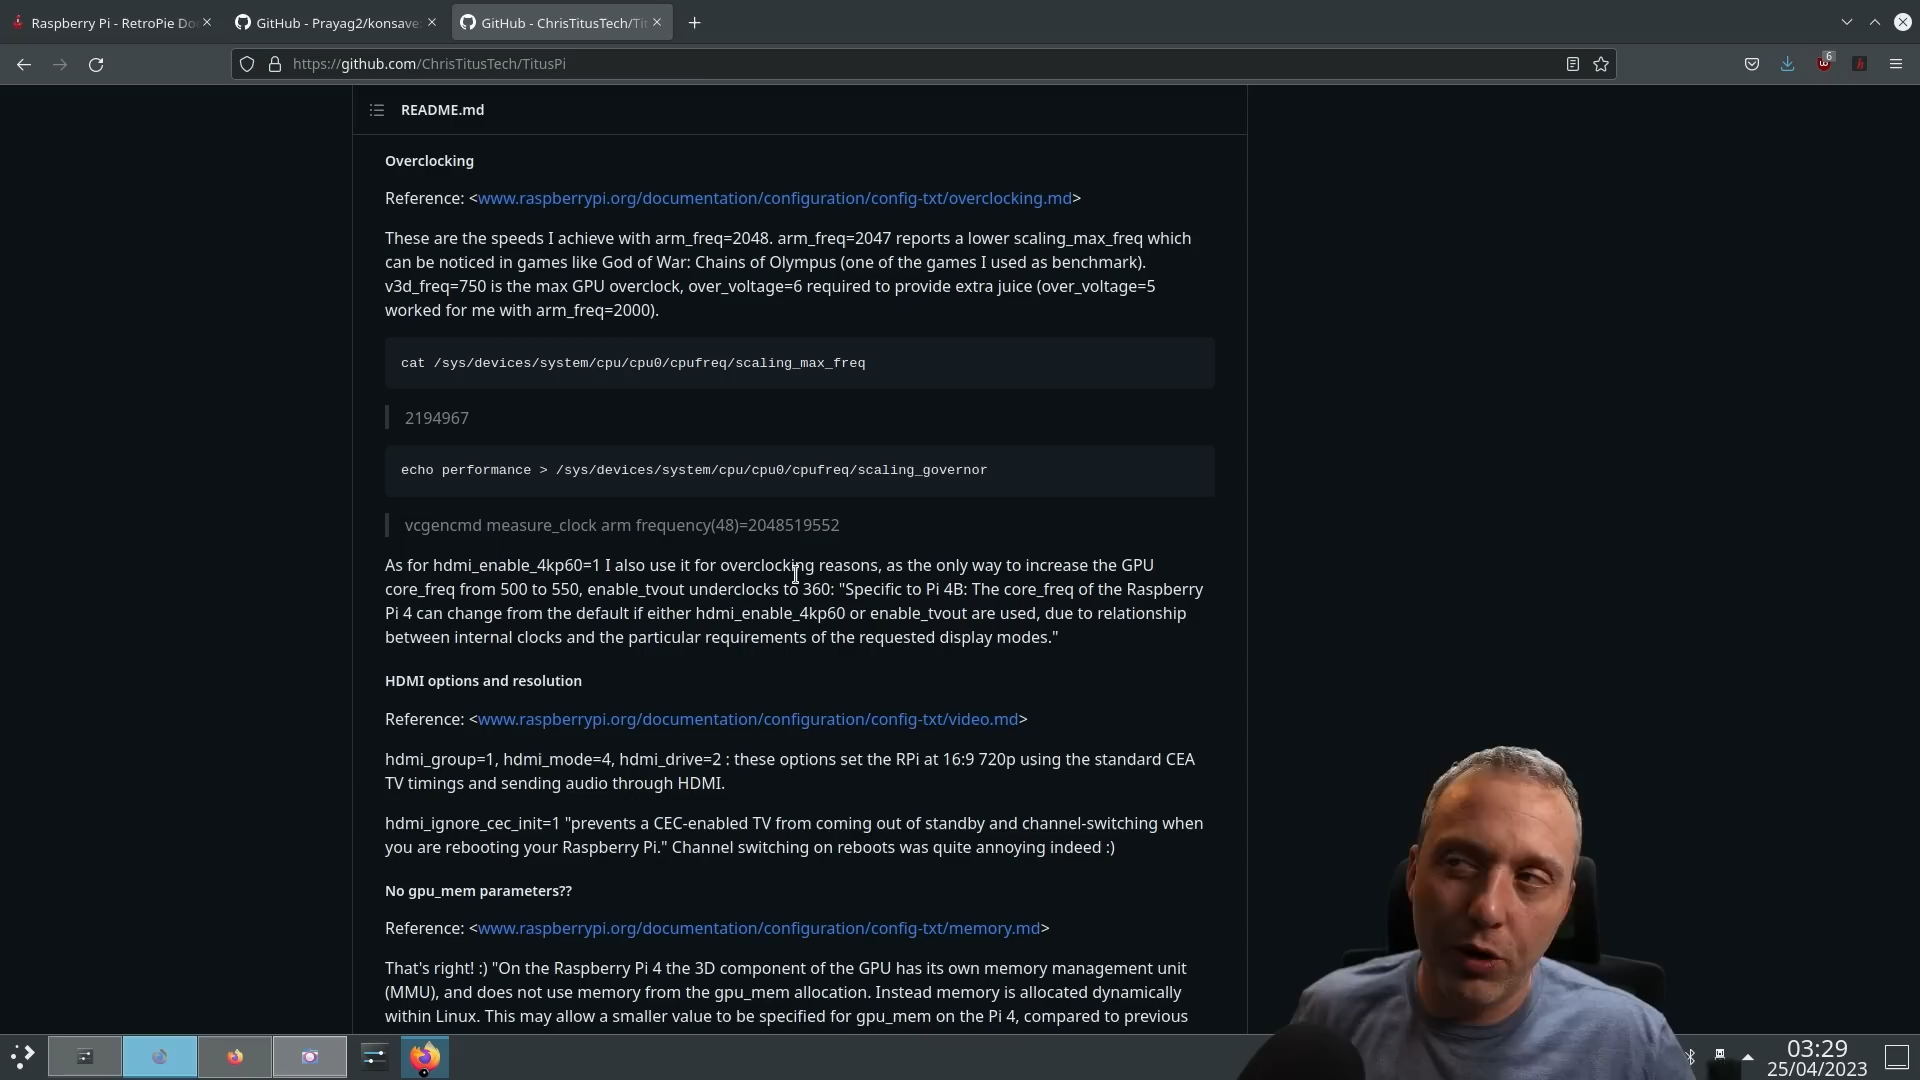 Raspberry Pi - RetroPie Do
GitHub - Prayag2/konsave
GitHub - ChrisTitusTech/Ti
https://github.com/ChrisTitusTech/TitusPi
6
README.md
Overclocking
Reference: <www.raspberrypi.org/documentation/configuration/config-txt/overclocking.md>
These are the speeds I achieve with arm_freq=2048. arm_freq=2047 reports a lower scaling_max_freq which
can be noticed in games like God of War: Chains of Olympus (one of the games I used as benchmark).
v3d_freq=750 is the max GPU overclock, over_voltage=6 required to provide extra juice (over_voltage=5
worked for me with arm_freq=2000).
cat /sys/devices/system/cpu/cpu0/cpufreq/scaling_max_freq
2194967
echo performance > /sys/devices/system/cpu/cpu0/cpufreq/scaling_governor
vcgencmd measure_clock arm frequency(48)=2048519552
As for hdmi_enable_4kp60=1 I also use it for overclocking reasons, as the only way to increase the GPU
core_freq from 500 to 550, enable_tvout underclocks to 360: "Specific to Pi 4B: The core_freq of the Raspberry
Pi 4 can change from the default if either hdmi_enable_4kp60 or enable_tvout are used, due to relationship
between internal clocks and the particular requirements of the requested display modes."
HDMI options and resolution
Reference: <www.raspberrypi.org/documentation/configuration/config-txt/video.md>
hdmi_group=1, hdmi_mode=4, hdmi_drive=2 : these options set the RPi at 16:9 720p using the standard CEA
TV timings and sending audio through HDMI.
hdmi_ignore_cec_init=1 "prevents a CEC-enabled TV from coming out of standby and channel-switching when
you are rebooting your Raspberry Pi." Channel switching on reboots was quite annoying indeed :)
No gpu_mem parameters??
Reference: <www.raspberrypi.org/documentation/configuration/config-txt/memory.md>
That's right! :) "On the Raspberry Pi 4 the 3D component of the GPU has its own memory management unit
(MMU), and does not use memory from the gpu_mem allocation. Instead memory is allocated dynamically
within Linux. This may allow a smaller value to be specified for gpu_mem on the Pi 4, compared to previous
03:29
25/04/2023